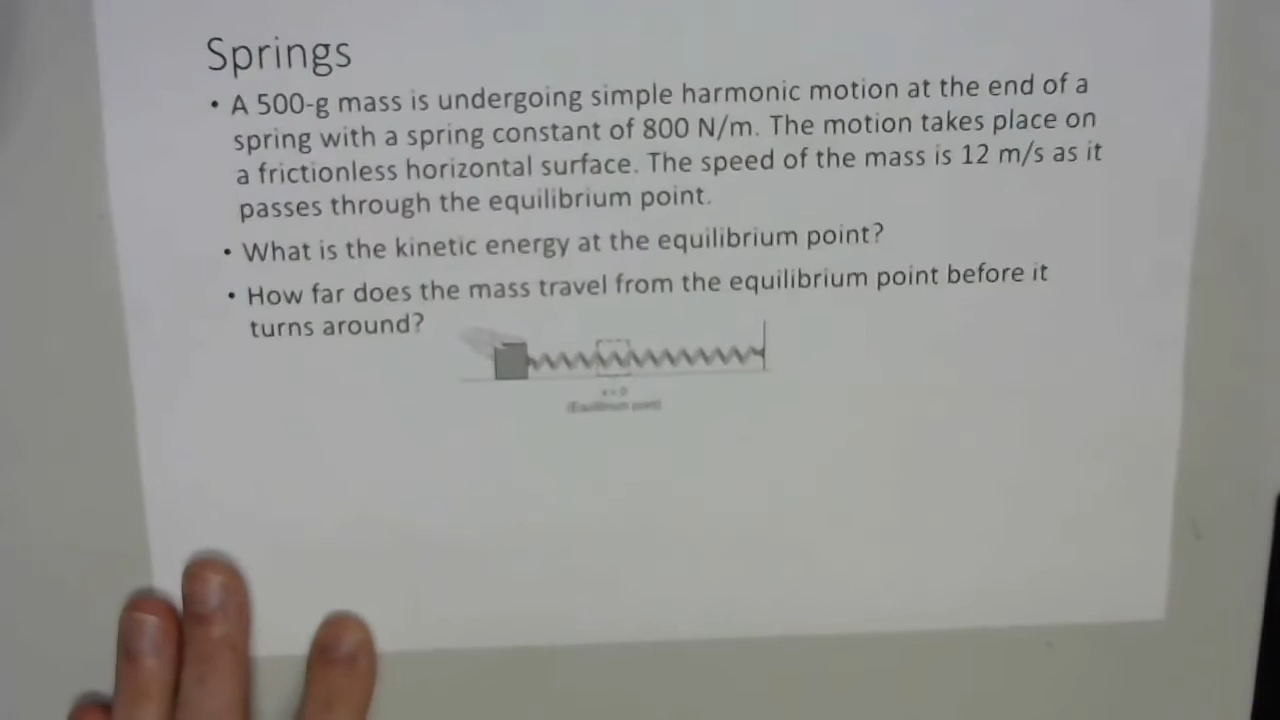 Springs
• A 500-g mass is undergoing simple harmonic motion at the end of a
spring with a spring constant of 800 N/m. The motion takes place on
a frictionless horizontal surface. The speed of the mass is 12 m/s as it
passes through the equilibrium point.
• What is the kinetic energy at the equilibrium point?
• How far does the mass travel from the equilibrium point before it
turns around?
x = 0
(Equilibrium point)